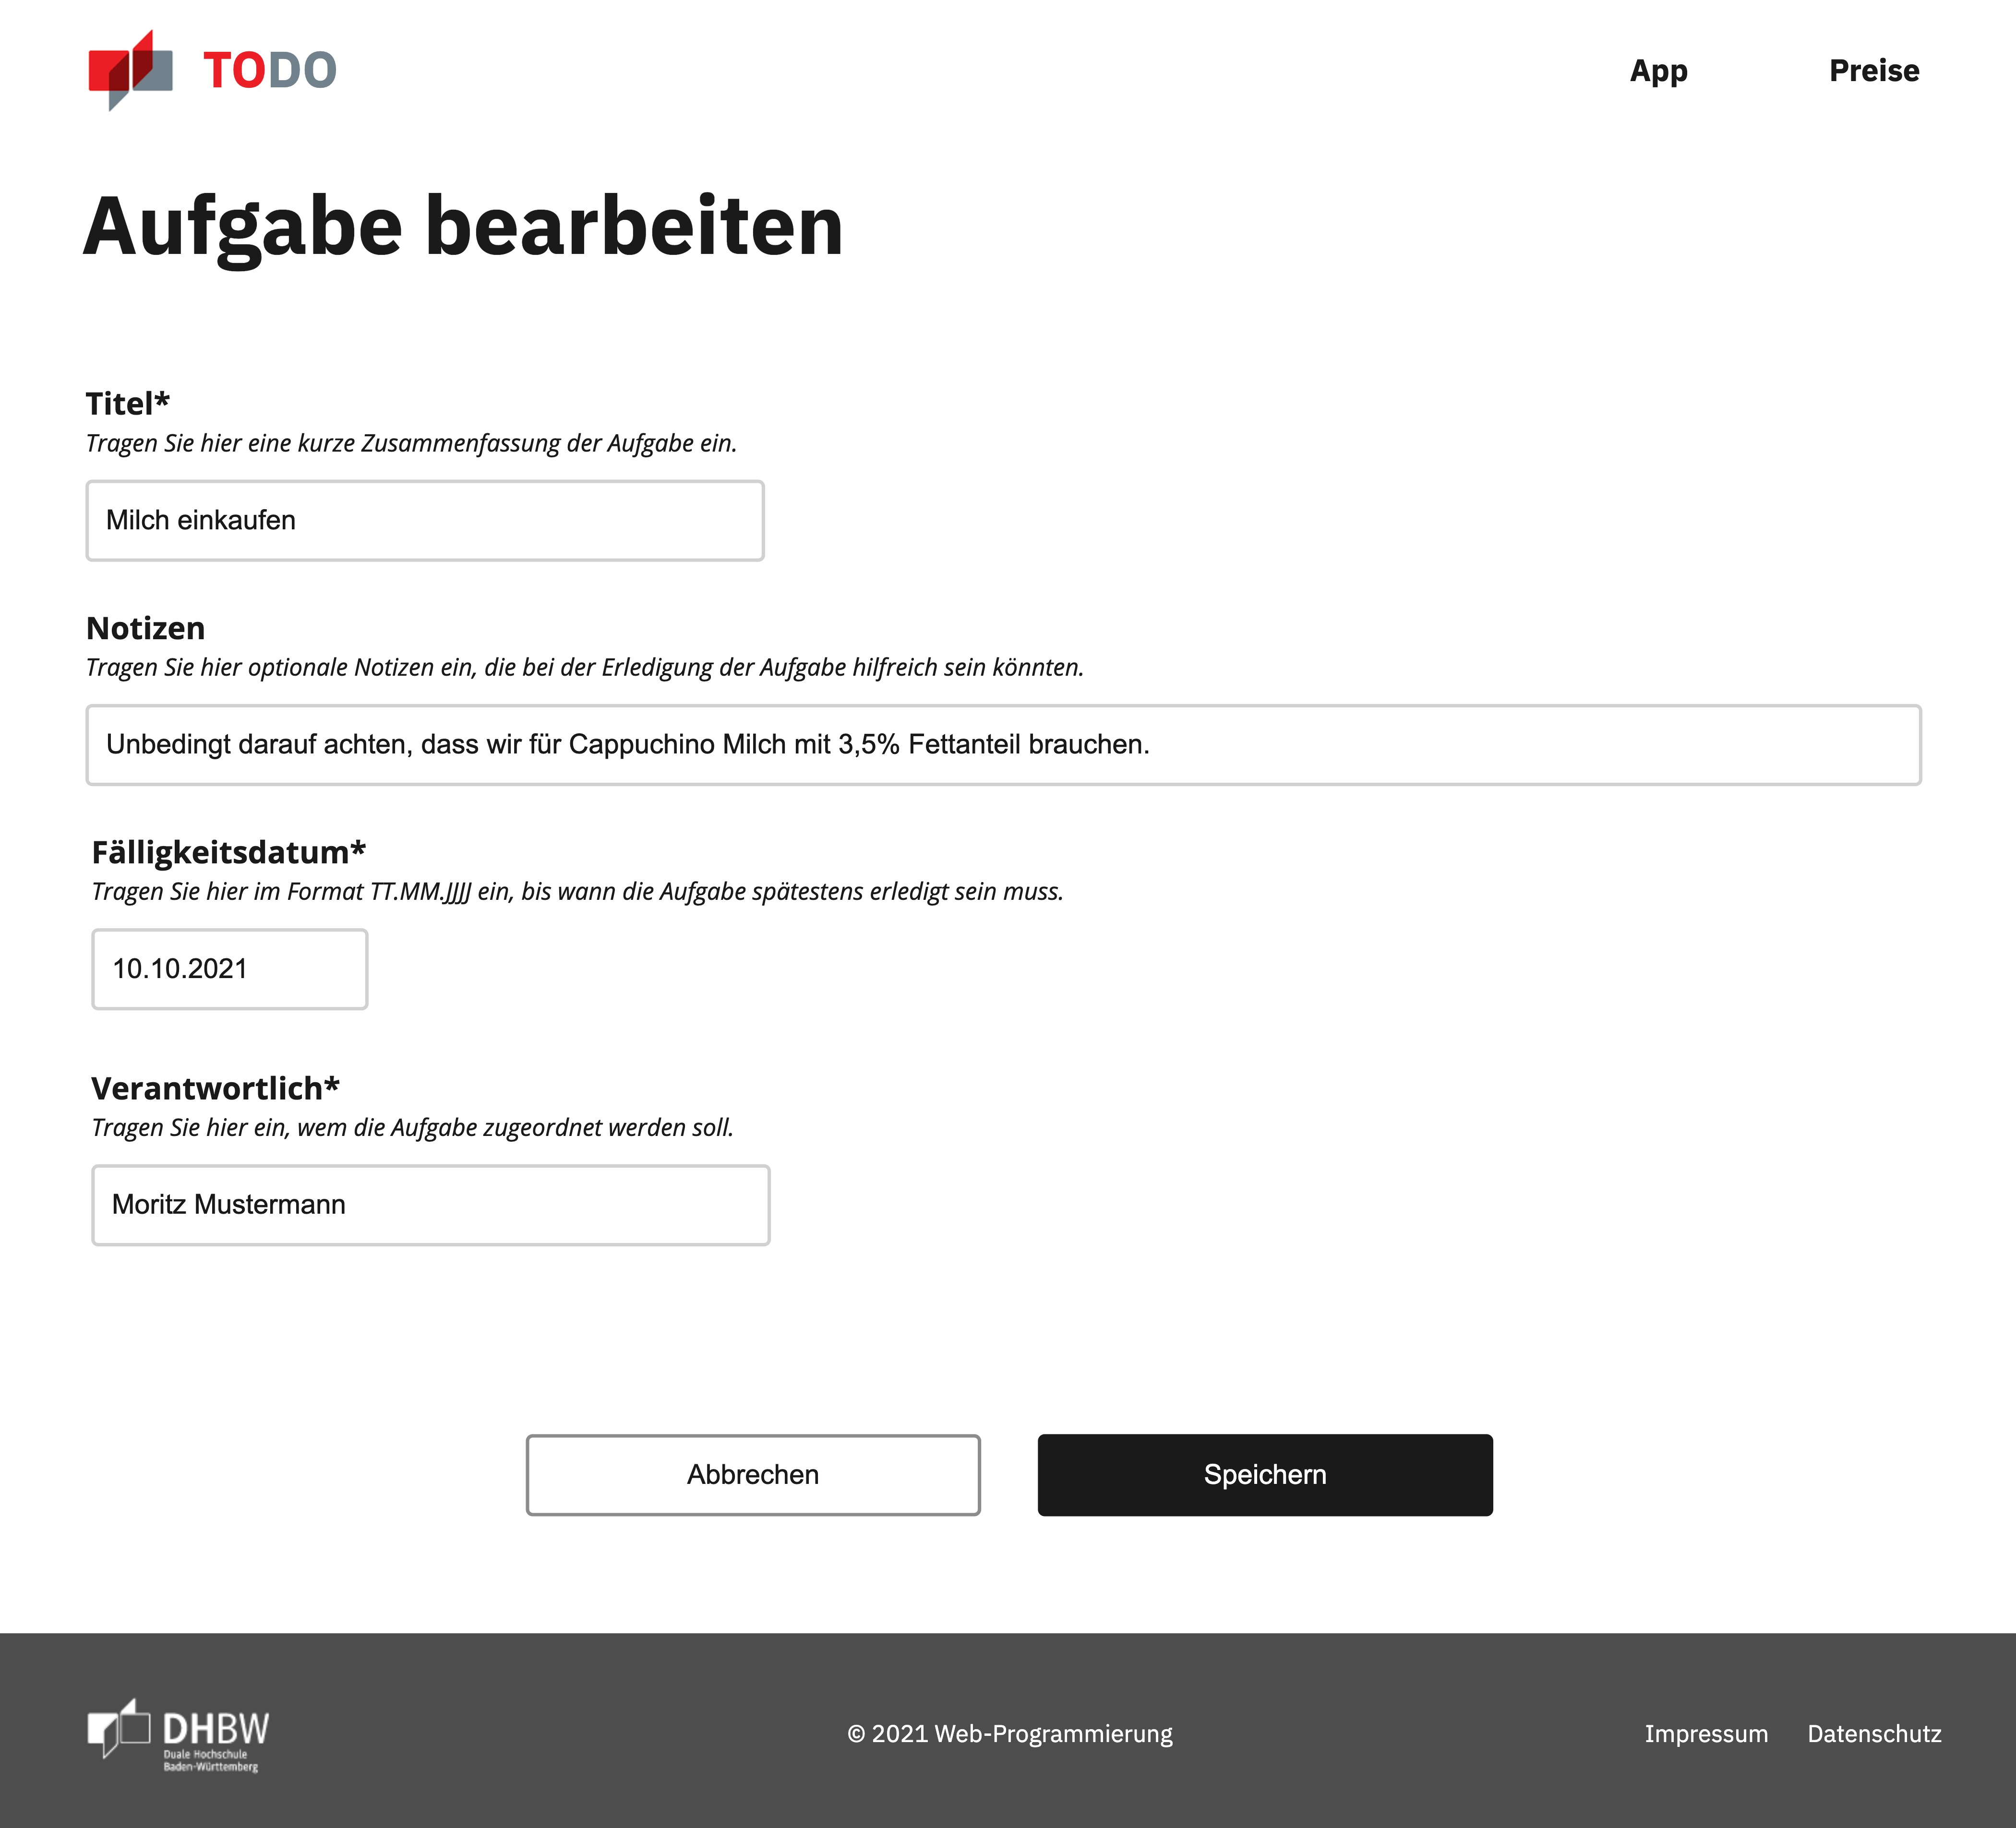 TODO
App
Preise
Aufgabe bearbeiten
Titel*
Tragen Sie hier eine kurze Zusammenfassung der Aufgabe ein.
Milch einkaufen
Notizen
Tragen Sie hier optionale Notizen ein, die bei der Erledigung der Aufgabe hilfreich sein könnten.
Unbedingt darauf achten, dass wir für Cappuchino Milch mit 3,5% Fettanteil brauchen.
Fälligkeitsdatum*
Tragen Sie hier im Format TT.MM.JJJJ ein, bis wann die Aufgabe spätestens erledigt sein muss.
10.10.2021
Verantwortlich*
Tragen Sie hier ein, wem die Aufgabe zugeordnet werden soll.
Moritz Mustermann
Abbrechen
Speichern
DHBW
Duale Hochschule
Baden-Württemberg
© 2021 Web-Programmierung
Impressum
Datenschutz